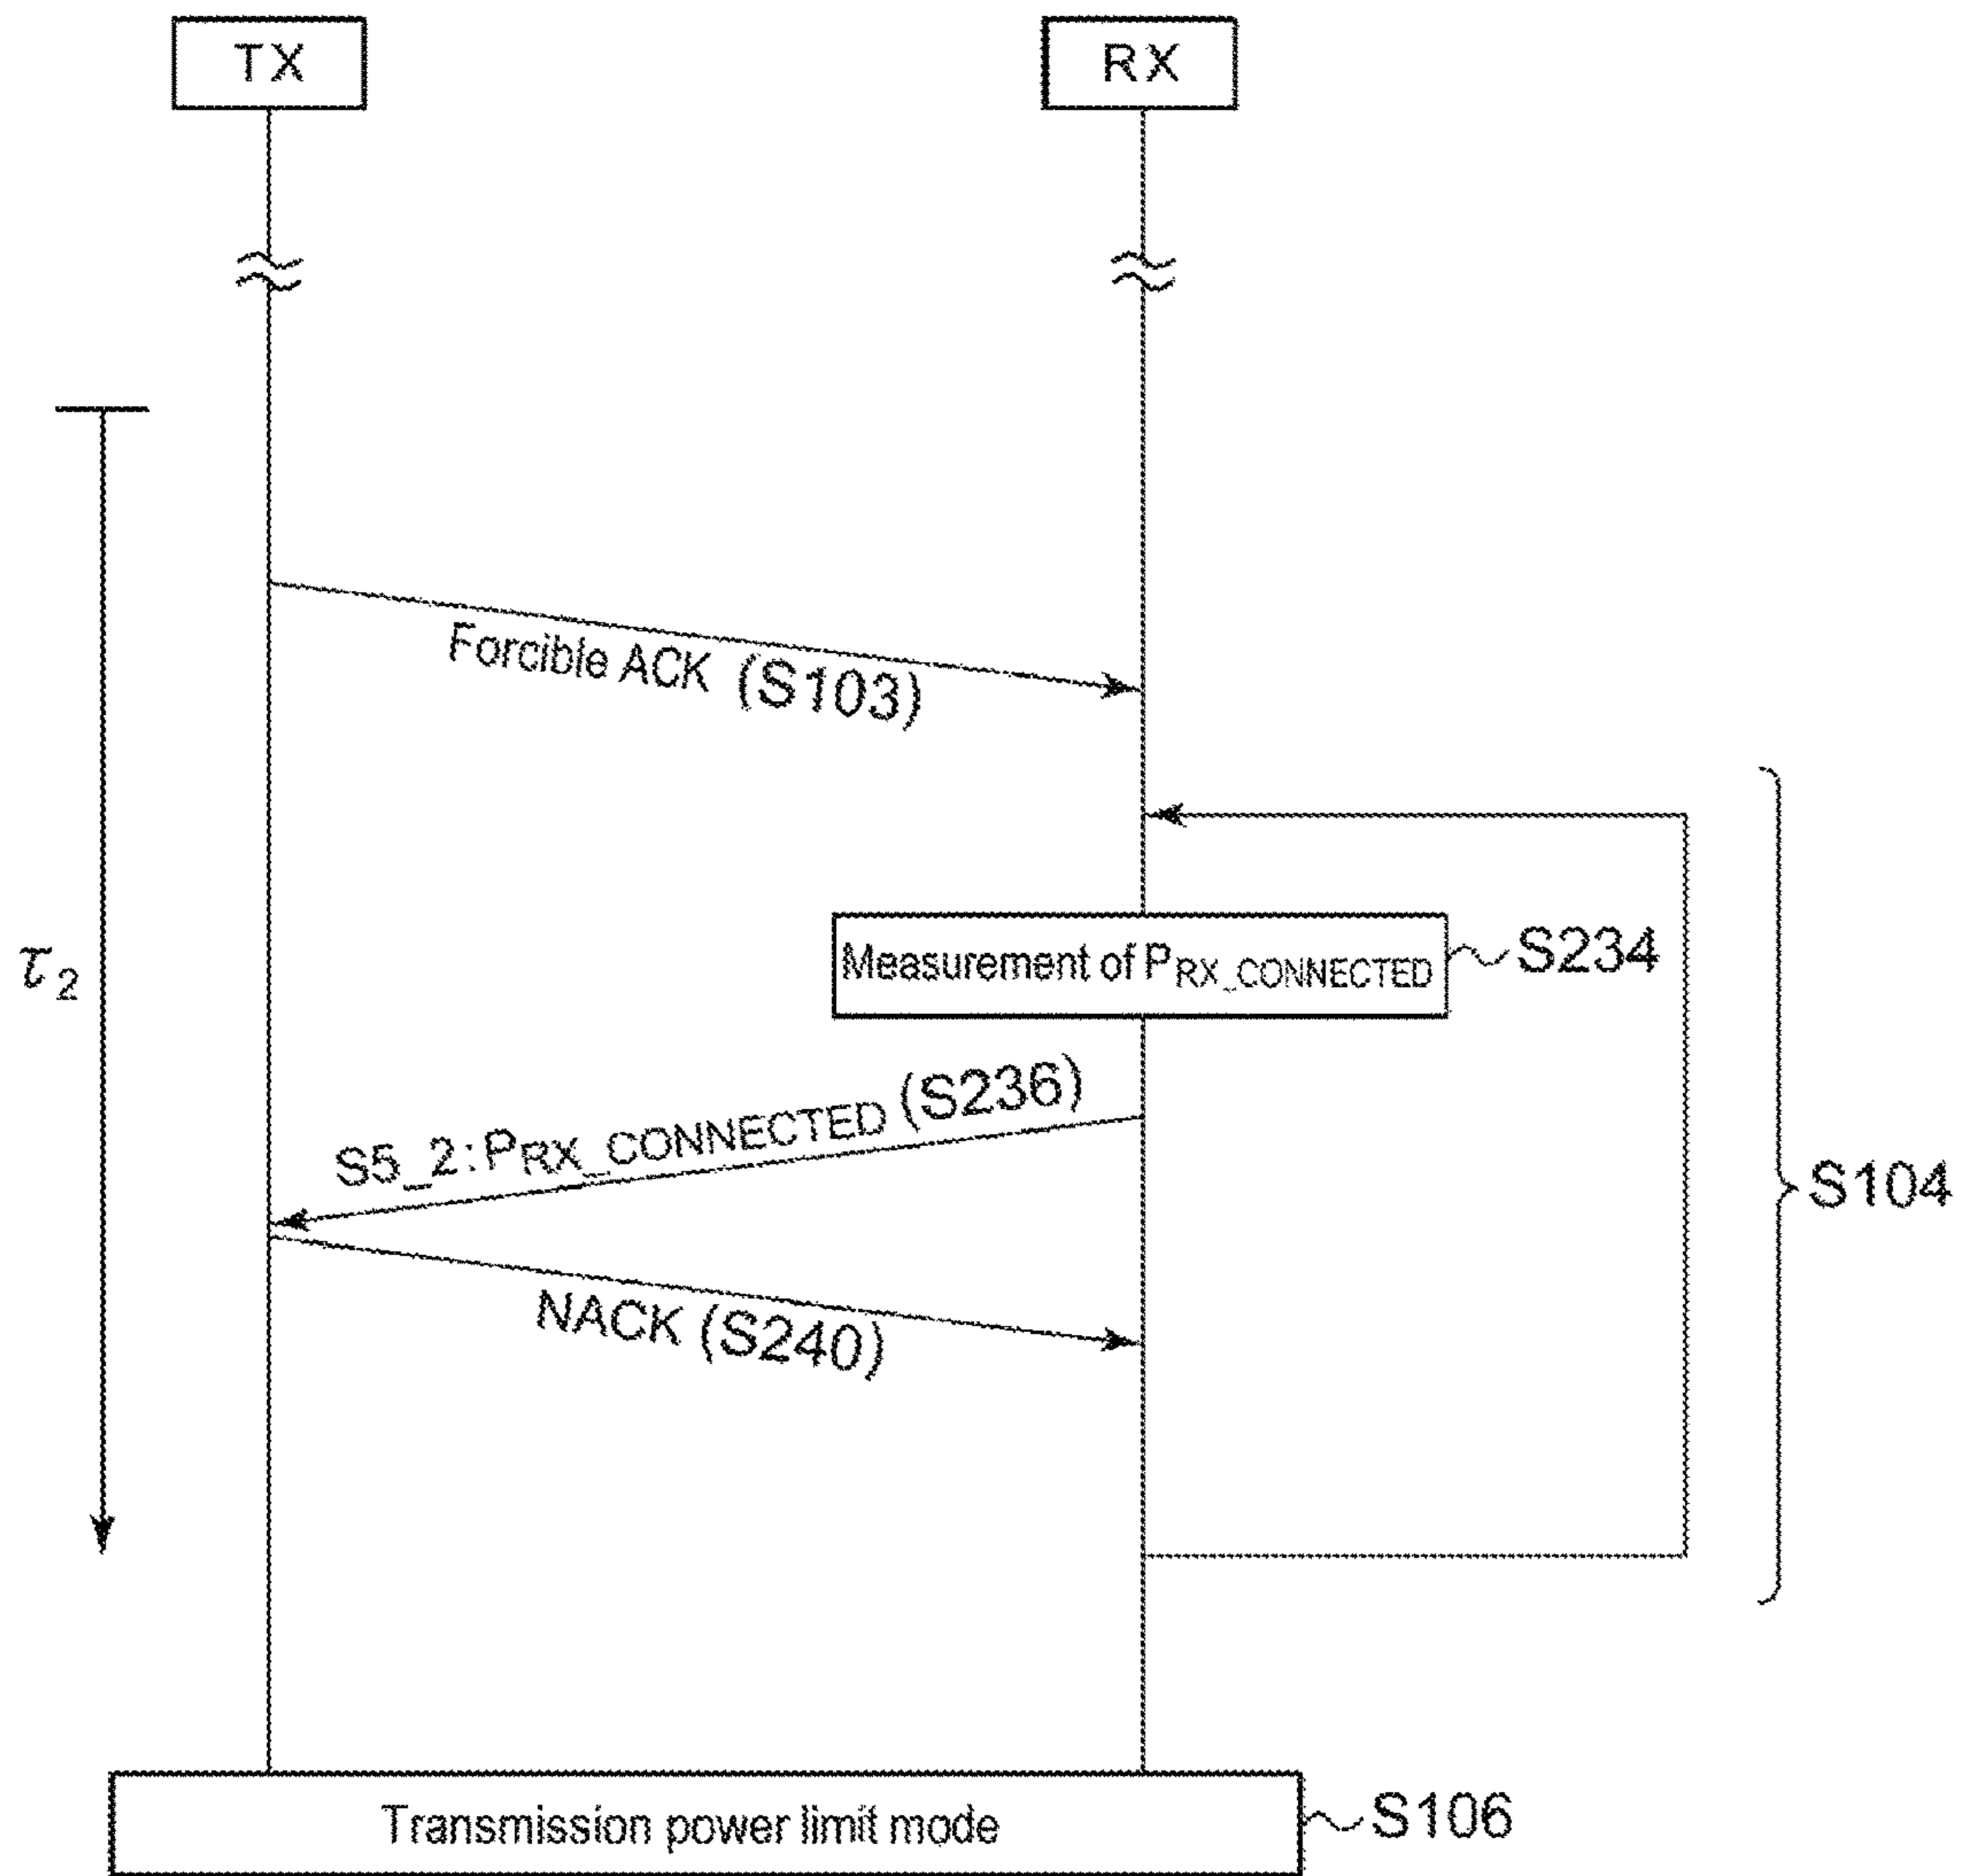 TX
RX
Forcible ACK (S103)
τ2
Measurement of PRX_CONNECTED
S234
S5_2:PRX_CONNECTED (S236)
S104
NACK (S240)
Transmission power limit mode
S106